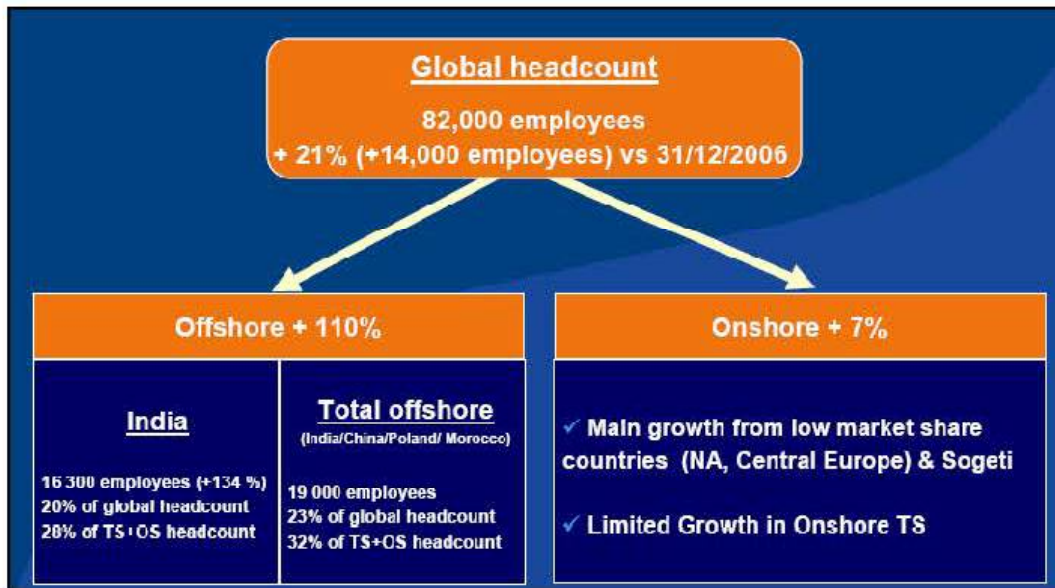 Global headcount
82,000 employees
+ 21% (+14,000 employees) vs 31/12/2006
Offshore + 110%
India
16 300 employees (+134 %)
20% of global headcount
28% of TS+OS headcount
Total offshore
(India/China/Poland/ Morocco)
19 000 employees
23% of global headcount
32% of TS+OS headcount
Onshore + 7%
✓ Main growth from low market share
countries (NA, Central Europe) & Sogeti
✓ Limited Growth in Onshore TS